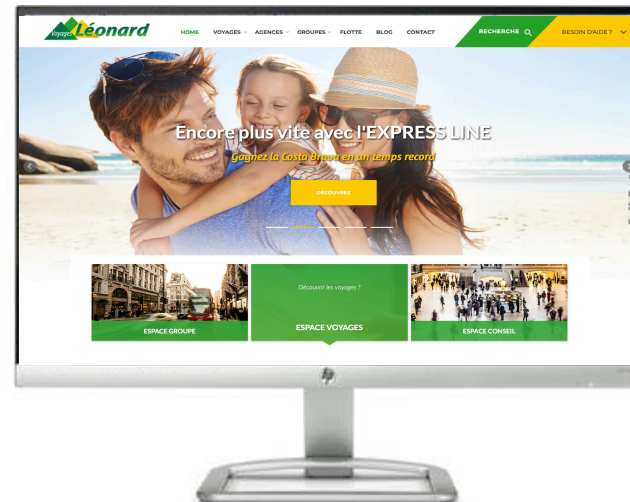 Voyages Léonard
HOME VOYAGES AGENCES GROUPES FLOTTE BLOG CONTACT RECHERCHE BESOIN D'AIDE ?
Encore plus vite avec l'EXPRESS LINE
Gagnez la Costa Brava en un temps record
DÉCOUVREZ
Découvrir les voyages ?
ESPACE GROUPE
ESPACE VOYAGES
ESPACE CONSEIL
hp